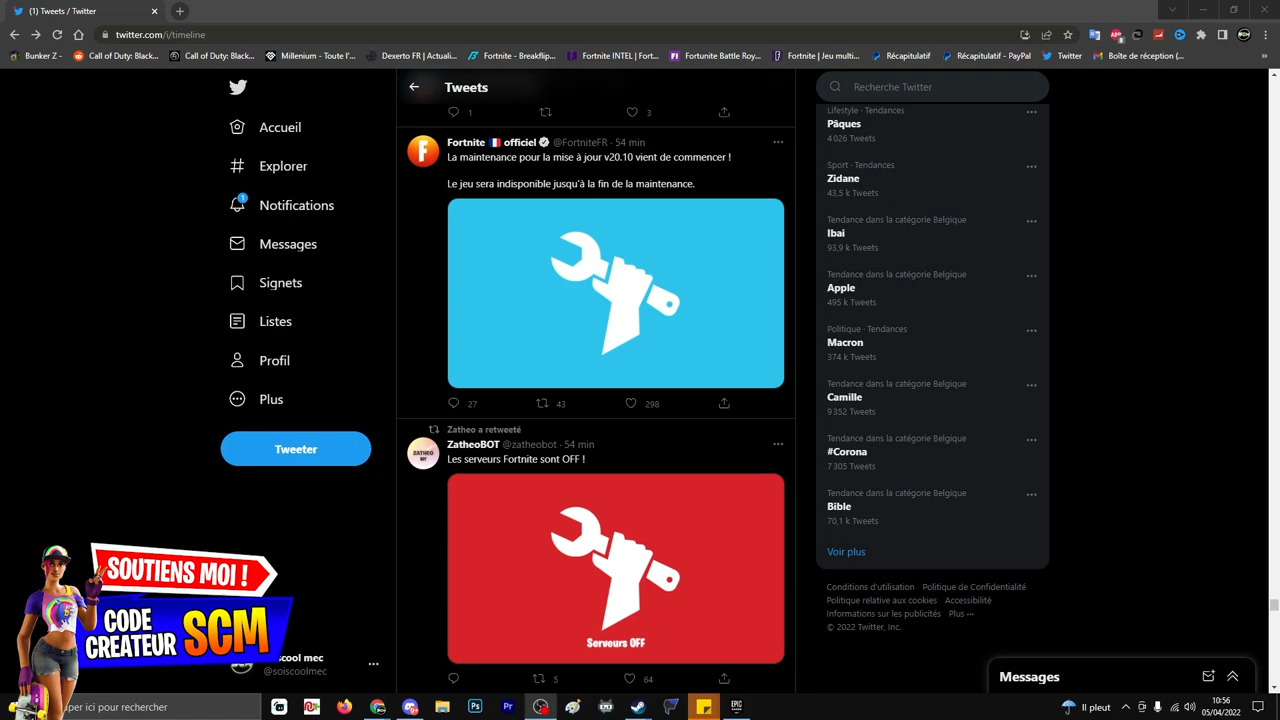 (1) Tweets / Twitter
twitter.com/i/timeline
Bunker Z - Call of Duty: Black... Call of Duty: Black... Millenium - Toute l'... Dexerto FR | Actuali... Fortnite - Breakflip... Fortnite INTEL | Fort... Fortunite Battle Roy... Fortnite | Jeu multi... Récapitulatif Récapitulatif - PayPal Twitter Boîte de réception (... »
Accueil
Explorer
1
Notifications
Messages
Signets
Listes
Profil
Plus
Tweeter
Tweets
1 3
Fortnite 🇫🇷 officiel @FortniteFR · 54 min
La maintenance pour la mise à jour v20.10 vient de commencer !
Le jeu sera indisponible jusqu'à la fin de la maintenance.
27 43 298
Zatheo a retweeté
ZatheoBOT @zatheobot · 54 min
ZATHEO
BOT
Les serveurs Fortnite sont OFF !
Serveurs OFF
5 64
Recherche Twitter
Lifestyle · Tendances
Pâques
4 026 Tweets
Sport · Tendances
Zidane
43,5 k Tweets
Tendance dans la catégorie Belgique
Ibai
93,9 k Tweets
Tendance dans la catégorie Belgique
Apple
495 k Tweets
Politique · Tendances
Macron
374 k Tweets
Tendance dans la catégorie Belgique
Camille
9 352 Tweets
Tendance dans la catégorie Belgique
#Corona
7 305 Tweets
Tendance dans la catégorie Belgique
Bible
70,1 k Tweets
Voir plus
Conditions d'utilisation Politique de Confidentialité
Politique relative aux cookies Accessibilité
Informations sur les publicités Plus ···
© 2022 Twitter, Inc.
Messages
SOUTIENS MOI !
CODE
CREATEUR SCM
cool mec
@soiscoolmec
per ici pour rechercher
Il pleut
10:56
05/04/2022